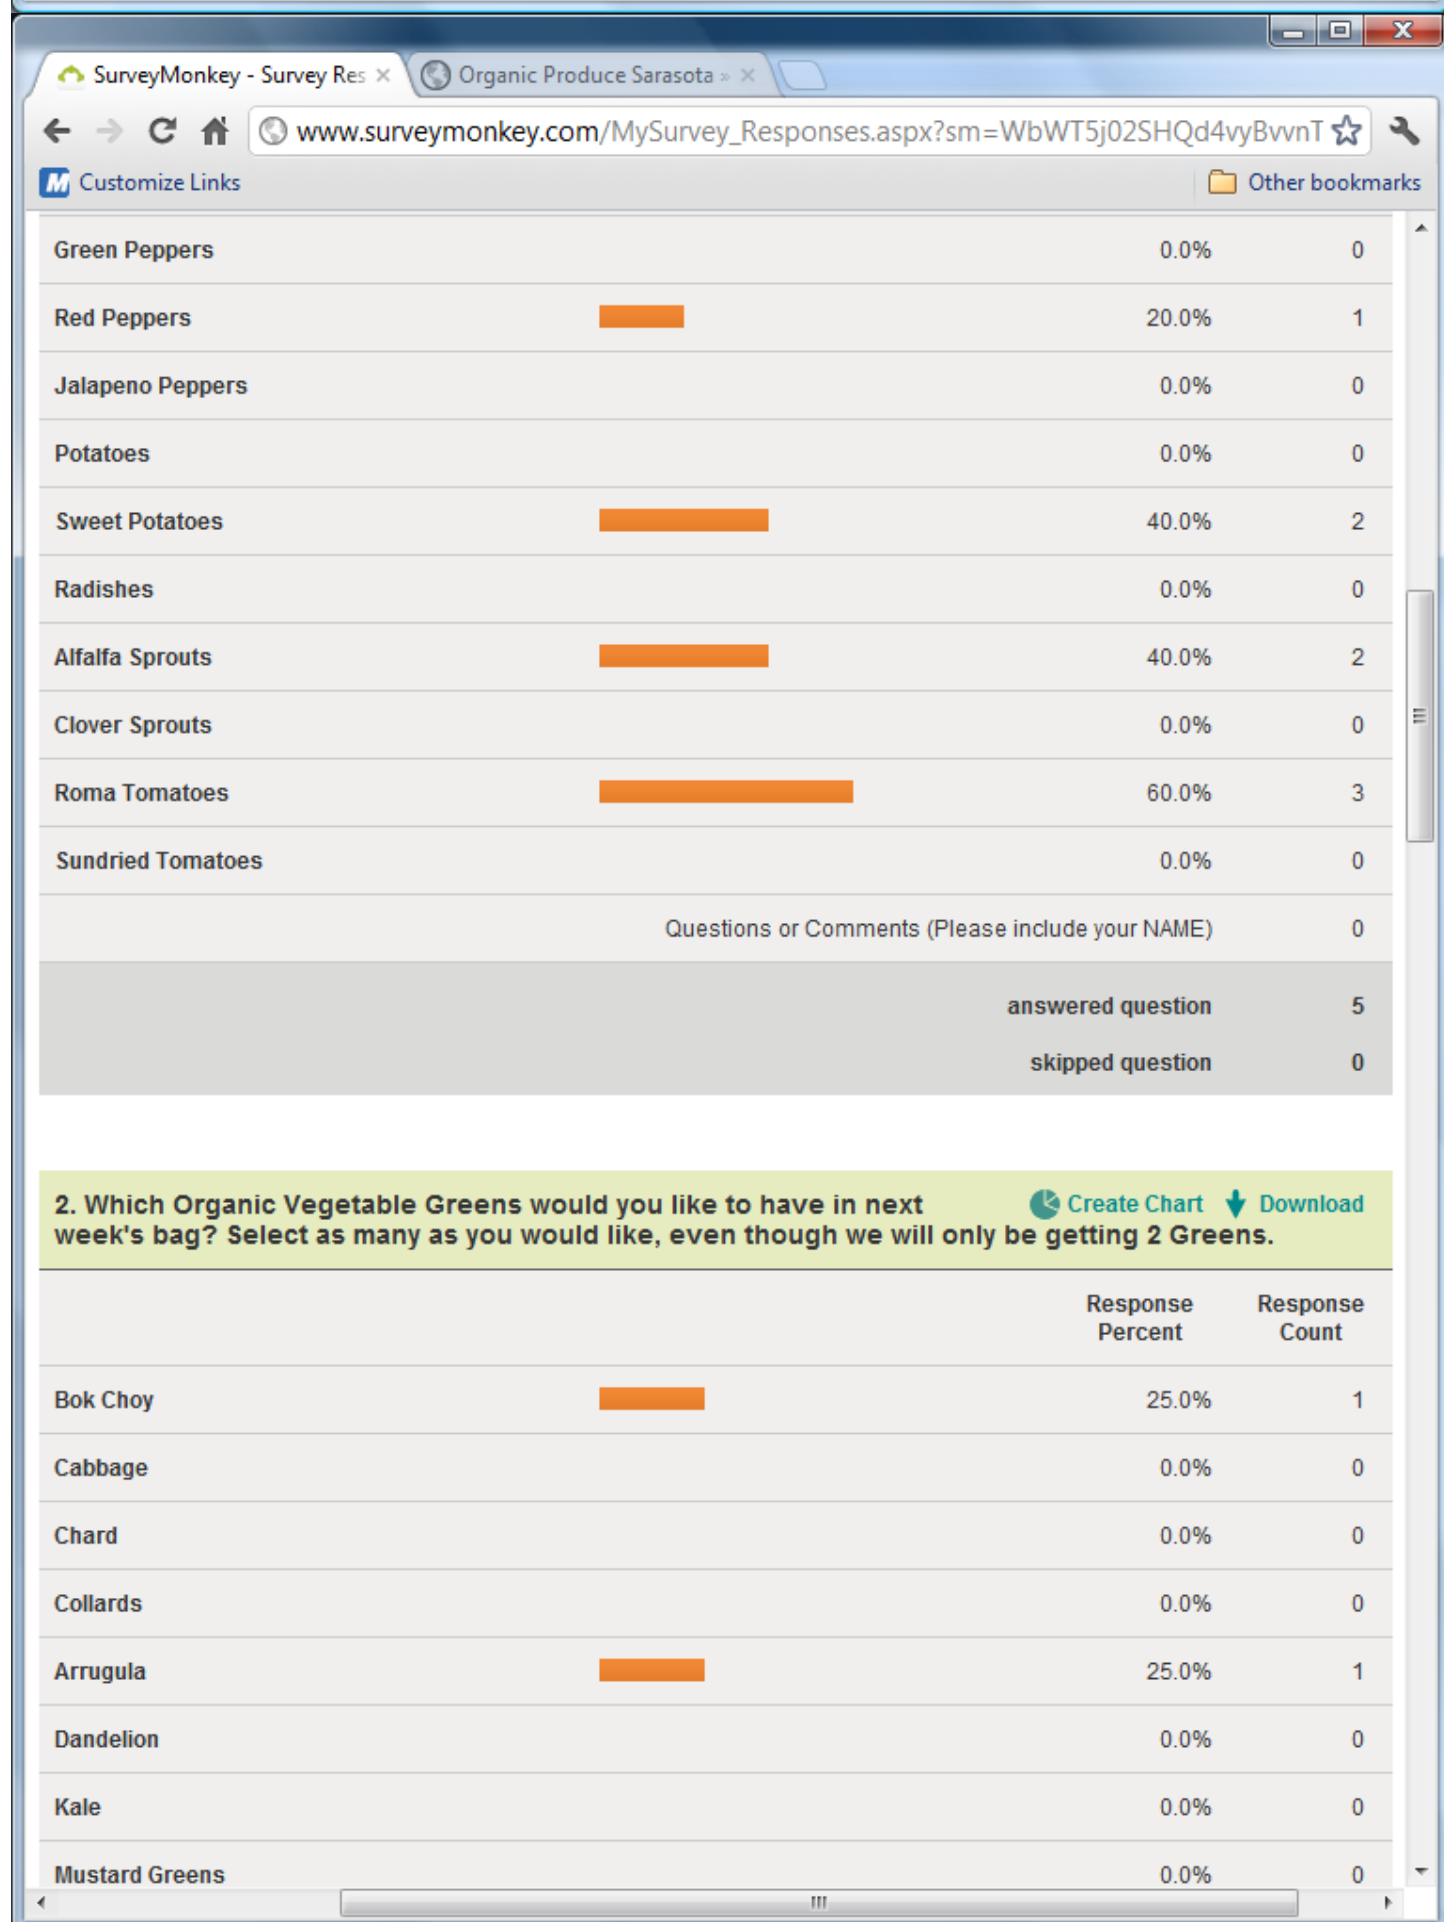 SurveyMonkey - Survey Res
Organic Produce Sarasota »
www.surveymonkey.com/MySurvey_Responses.aspx?sm=WbWT5j02SHQd4vyBvvnT
Customize Links
Other bookmarks
Green Peppers 0.0% 0
Red Peppers 20.0% 1
Jalapeno Peppers 0.0% 0
Potatoes 0.0% 0
Sweet Potatoes 40.0% 2
Radishes 0.0% 0
Alfalfa Sprouts 40.0% 2
Clover Sprouts 0.0% 0
Roma Tomatoes 60.0% 3
Sundried Tomatoes 0.0% 0
Questions or Comments (Please include your NAME) 0
answered question 5
skipped question 0
2. Which Organic Vegetable Greens would you like to have in next
week's bag? Select as many as you would like, even though we will only be getting 2 Greens.
Create Chart
Download
Response Percent
Response Count
Bok Choy 25.0% 1
Cabbage 0.0% 0
Chard 0.0% 0
Collards 0.0% 0
Arrugula 25.0% 1
Dandelion 0.0% 0
Kale 0.0% 0
Mustard Greens 0.0% 0